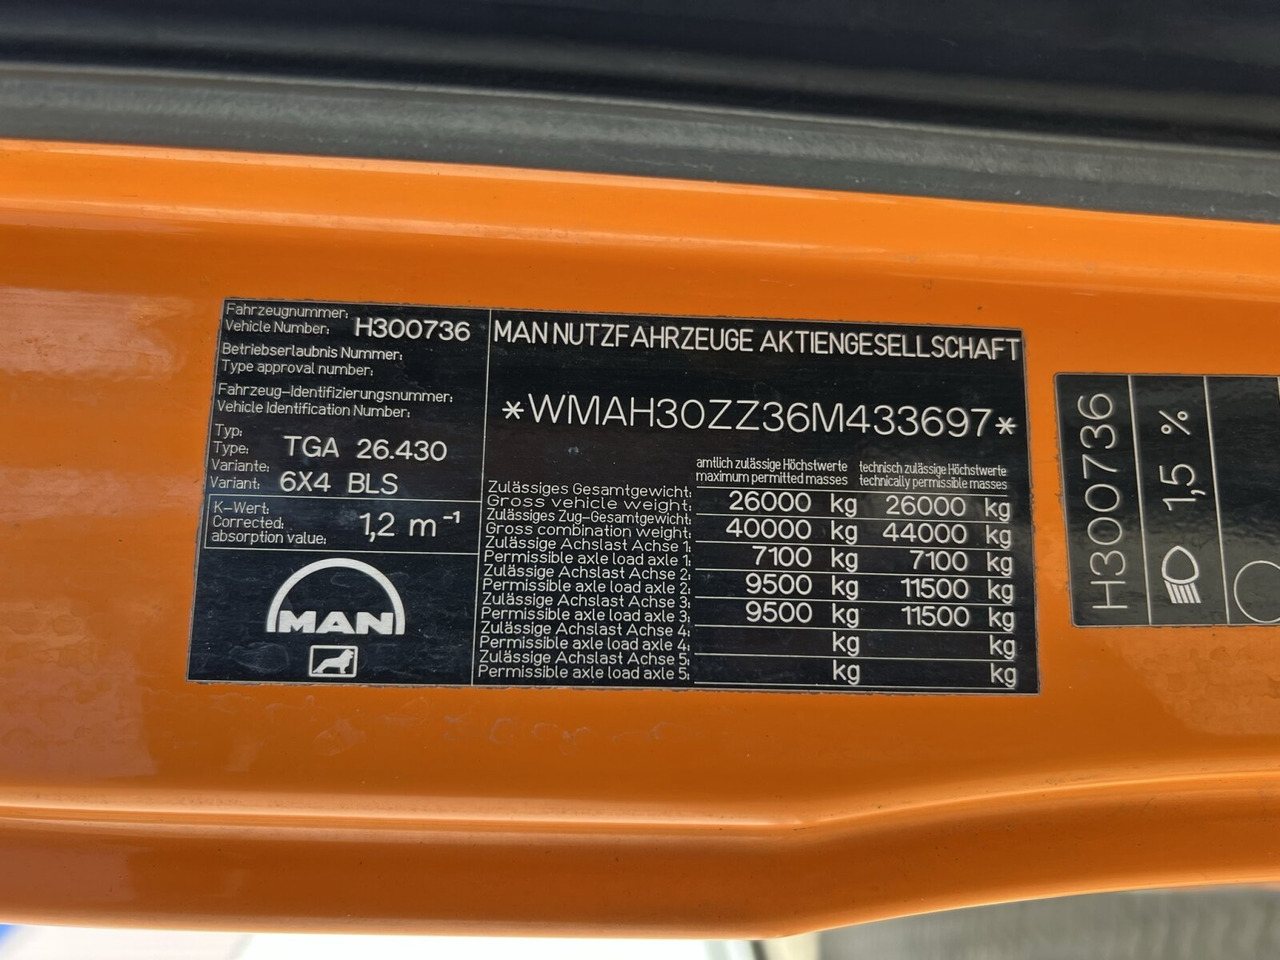 Fahrzeugnummer:
Vehicle Number: H300736
Betriebserlaubnis Nummer:
Type approval number:
Fahrzeug-Identifizierungsnummer:
Vehicle Identification Number:
Typ:
Type: TGA 26.430
Variante:
Variant: 6X4 BLS
K-Wert:
Corrected:
absorption value: 1,2 m⁻¹
MAN
MAN NUTZFAHRZEUGE AKTIENGESELLSCHAFT
*WMAH30ZZ36M433697*
amtlich zulässige Höchstwerte technisch zulässige Höchstwerte
maximum permitted masses technically permissible masses
Zulässiges Gesamtgewicht:
Gross vehicle weight: 26000 kg 26000 kg
Zulässiges Zug-Gesamtgewicht:
Gross combination weight: 40000 kg 44000 kg
Zulässige Achslast Achse 1:
Permissible axle load axle 1: 7100 kg 7100 kg
Zulässige Achslast Achse 2:
Permissible axle load axle 2: 9500 kg 11500 kg
Zulässige Achslast Achse 3:
Permissible axle load axle 3: 9500 kg 11500 kg
Zulässige Achslast Achse 4:
Permissible axle load axle 4: kg kg
Zulässige Achslast Achse 5:
Permissible axle load axle 5: kg kg
H300736
1,5 %